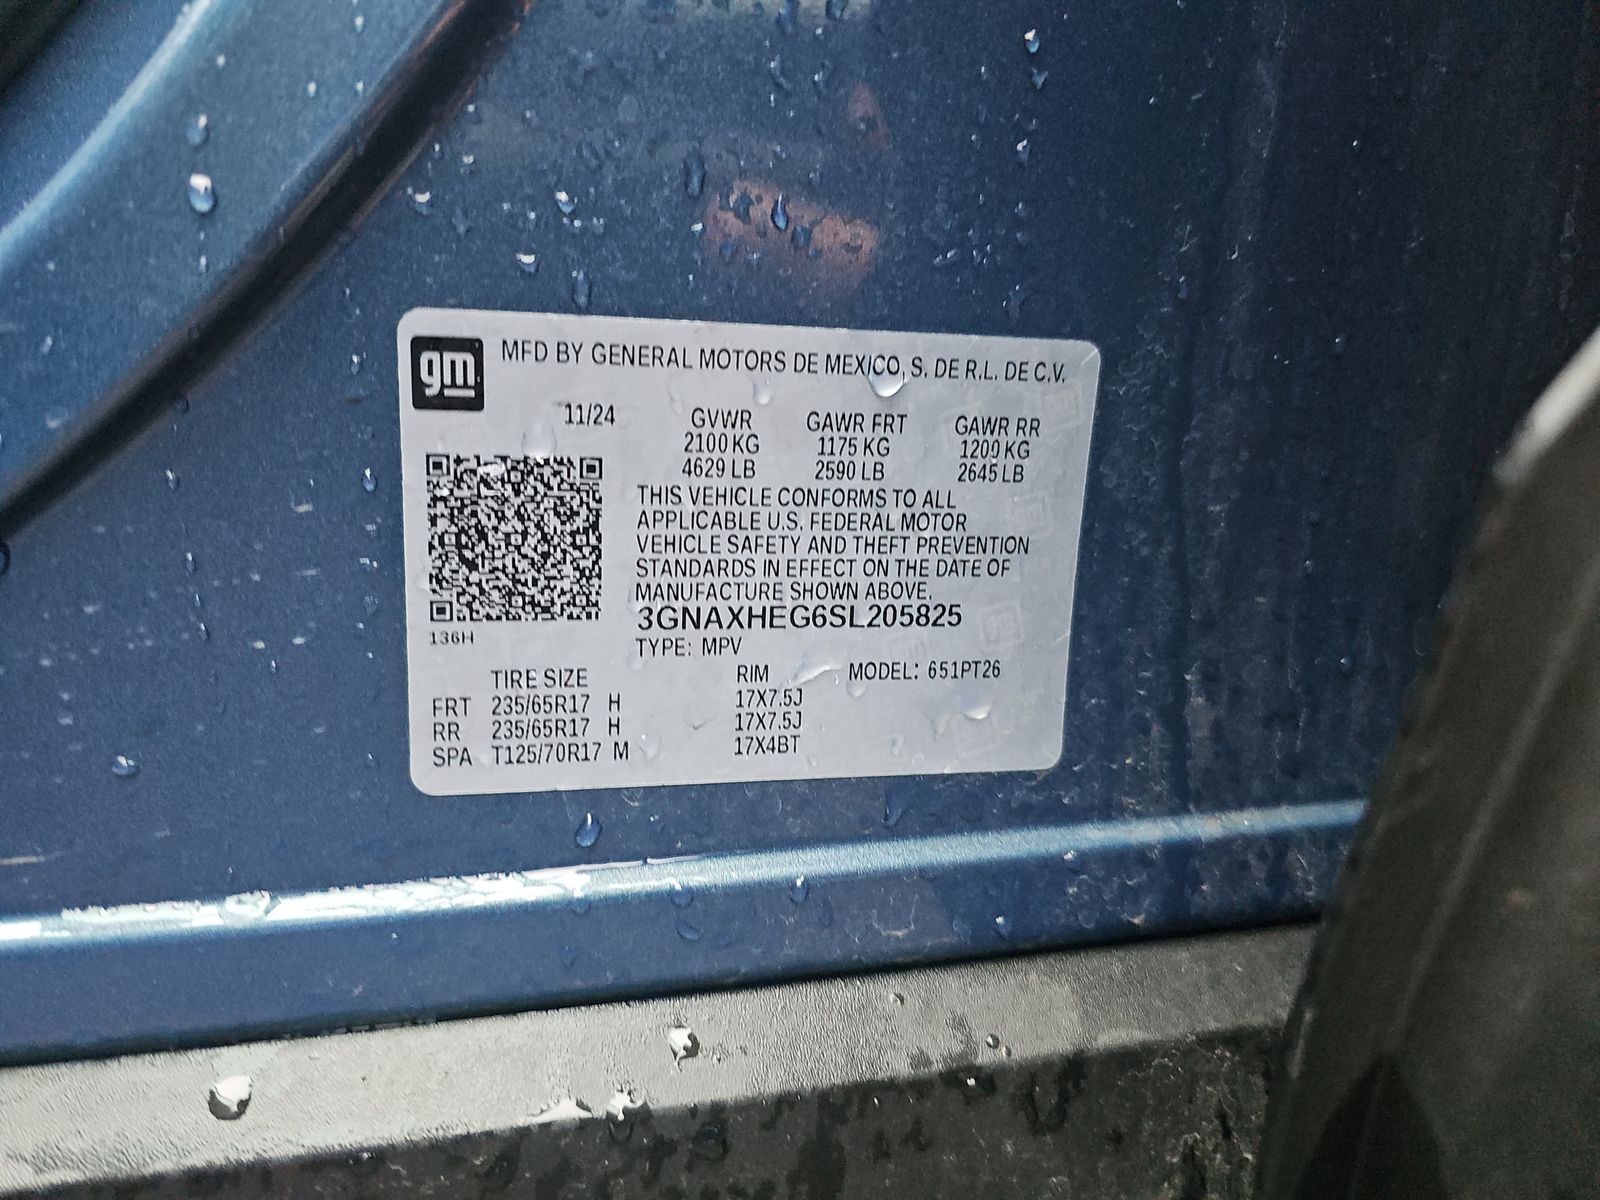 gm
MFD BY GENERAL MOTORS DE MEXICO, S. DE R.L. DE C.V.
11/24 GVWR GAWR FRT GAWR RR
2100 KG 1175 KG 1200 KG
4629 LB 2590 LB 2645 LB
THIS VEHICLE CONFORMS TO ALL
APPLICABLE U.S. FEDERAL MOTOR
VEHICLE SAFETY AND THEFT PREVENTION
STANDARDS IN EFFECT ON THE DATE OF
MANUFACTURE SHOWN ABOVE.
3GNAXHEG6SL205825
136H
TYPE: MPV
TIRE SIZE RIM MODEL: 651PT26
FRT 235/65R17 H 17X7.5J
RR 235/65R17 H 17X7.5J
SPA T125/70R17 M 17X4BT